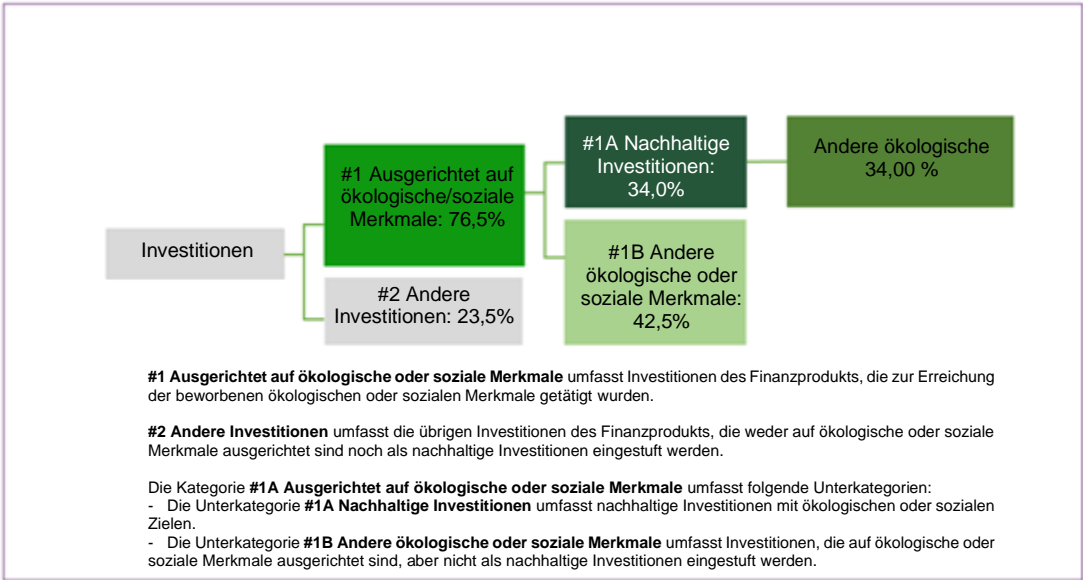 Investitionen
#1 Ausgerichtet auf
ökologische/soziale
Merkmale: 76,5%
#2 Andere
Investitionen: 23,5%
#1A Nachhaltige
Investitionen:
34,0%
#1B Andere
ökologische oder
soziale Merkmale:
42,5%
Andere ökologische
34,00 %
#1 Ausgerichtet auf ökologische oder soziale Merkmale umfasst Investitionen des Finanzprodukts, die zur Erreichung
der beworbenen ökologischen oder sozialen Merkmale getätigt wurden.
#2 Andere Investitionen umfasst die übrigen Investitionen des Finanzprodukts, die weder auf ökologische oder soziale
Merkmale ausgerichtet sind noch als nachhaltige Investitionen eingestuft werden.
Die Kategorie #1A Ausgerichtet auf ökologische oder soziale Merkmale umfasst folgende Unterkategorien:
- Die Unterkategorie #1A Nachhaltige Investitionen umfasst nachhaltige Investitionen mit ökologischen oder sozialen
Zielen.
- Die Unterkategorie #1B Andere ökologische oder soziale Merkmale umfasst Investitionen, die auf ökologische oder
soziale Merkmale ausgerichtet sind, aber nicht als nachhaltige Investitionen eingestuft werden.